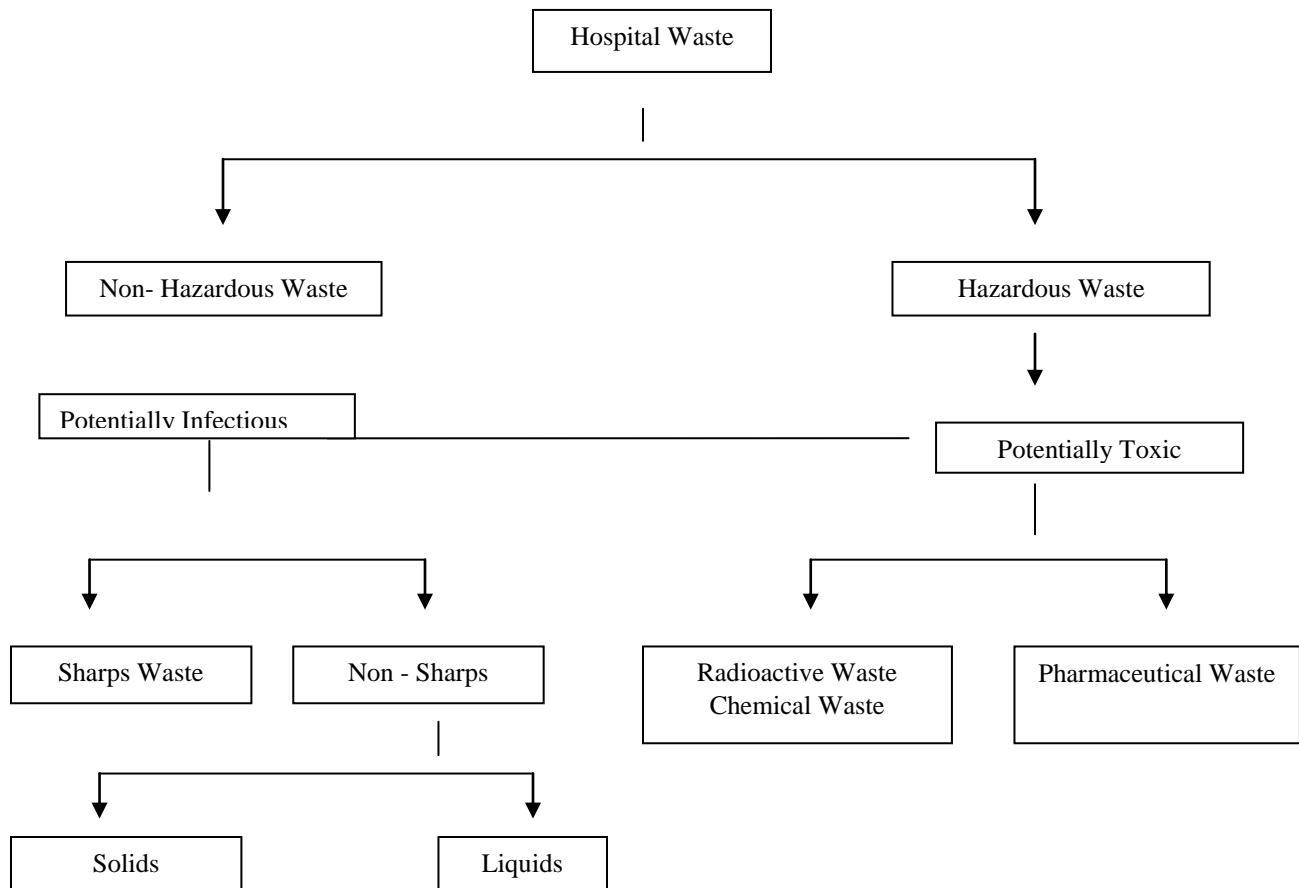 Hospital Waste
Non- Hazardous Waste
Hazardous Waste
Potentially Infectious
Potentially Toxic
Sharps Waste
Non - Sharps
Radioactive Waste
Chemical Waste
Pharmaceutical Waste
Solids
Liquids